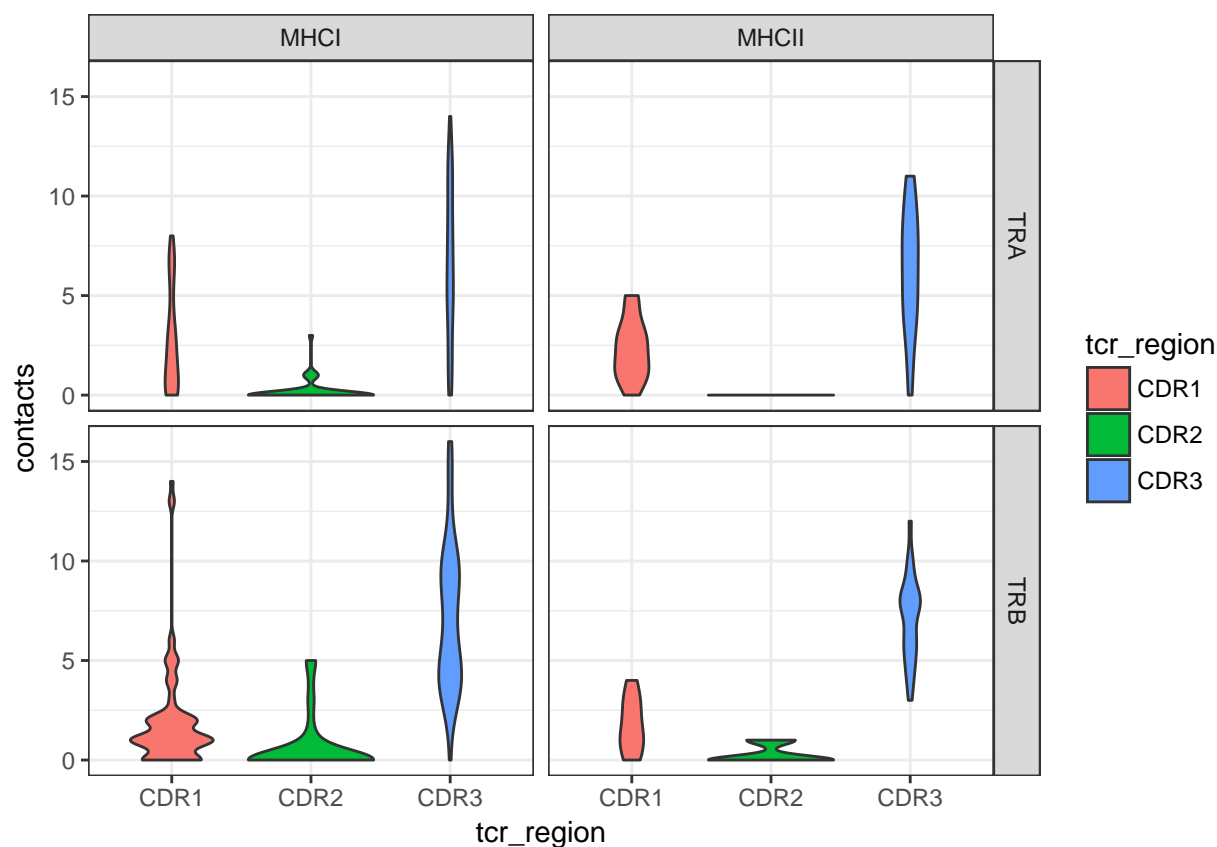 MHCI
MHCII
15
10
5
0
TRA
15
10
5
0
TRB
contacts
CDR1
CDR2
CDR3
CDR1
CDR2
CDR3
tcr_region
tcr_region
CDR1
CDR2
CDR3